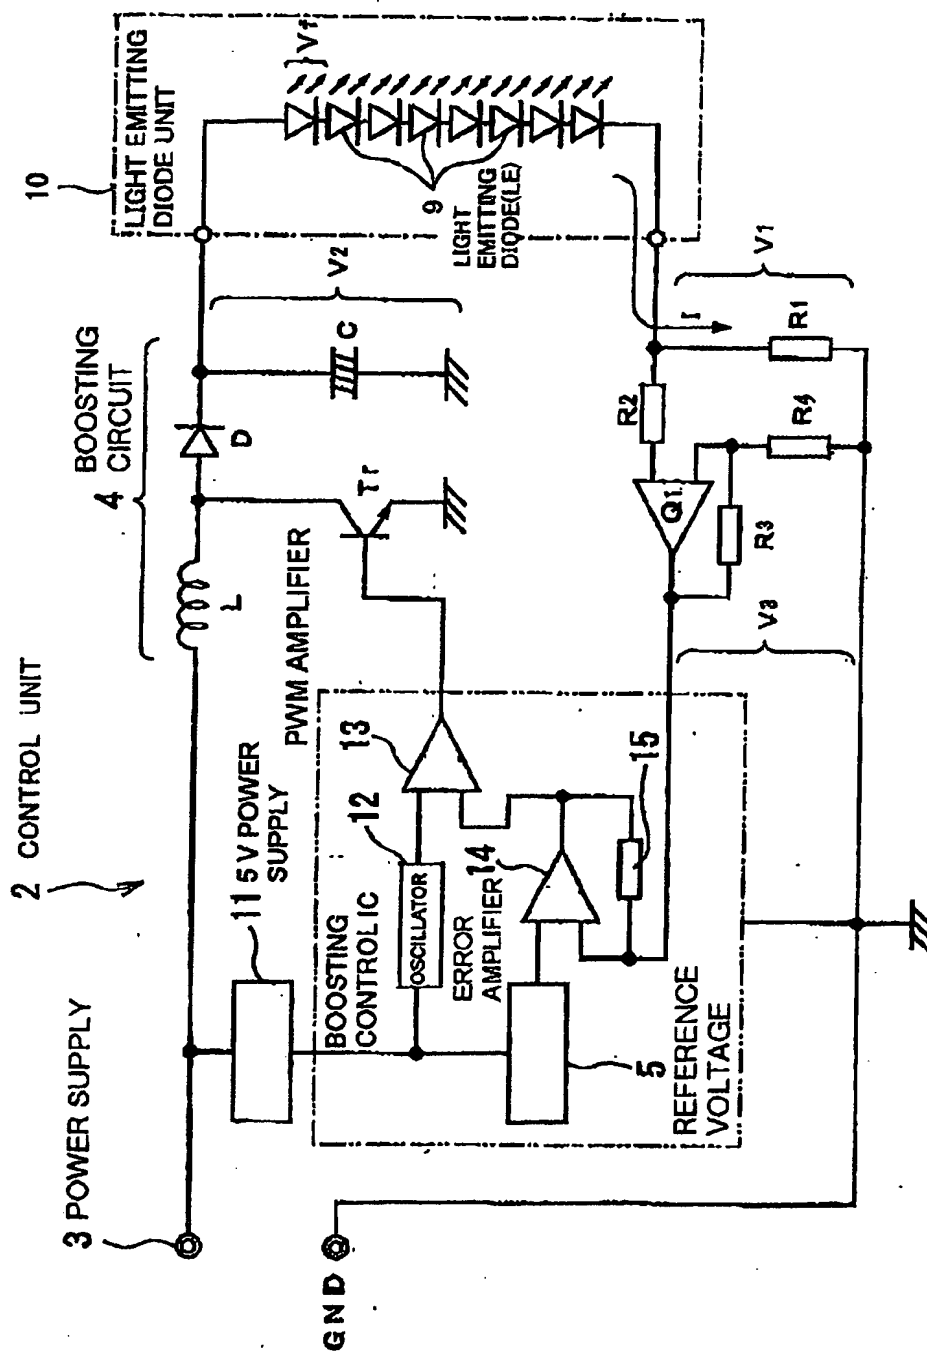 2 CONTROL UNIT
3 POWER SUPPLY
11 5 V POWER
SUPPLY
4 BOOSTING
CIRCUIT
L
D
C
V2
Tr
10
LIGHT EMITTING
DIODE UNIT
Vf
9
LIGHT
EMITTING
DIODE(LE)
PWM AMPLIFIER
13
12
OSCILLATOR
BOOSTING
CONTROLIC
ERROR
AMPLIFIER
14
15
5
REFERENCE
VOLTAGE
I
V1
R1
R2
Q1
R3
R4
V3
GND